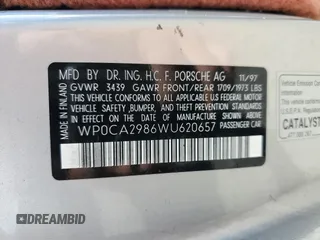 MFD. BY DR. ING. H.C. F. PORSCHE AG 11/97
GVWR 3439 GAWR FRONT/REAR 1709/1973 LBS
THIS VEHICLE CONFORMS TO ALL APPLICABLE
FEDERAL MOTOR VEHICLE
SAFETY, BUMPER, AND THEFT PREVENTION
STANDARDS IN EFFECT ON THE DATE OF
MANUFACTURE SHOWN ABOVE.
WP0CA2986WU620657 PASSENGER CAR
MADE IN FINLAND
CATALYST
DREAMBID